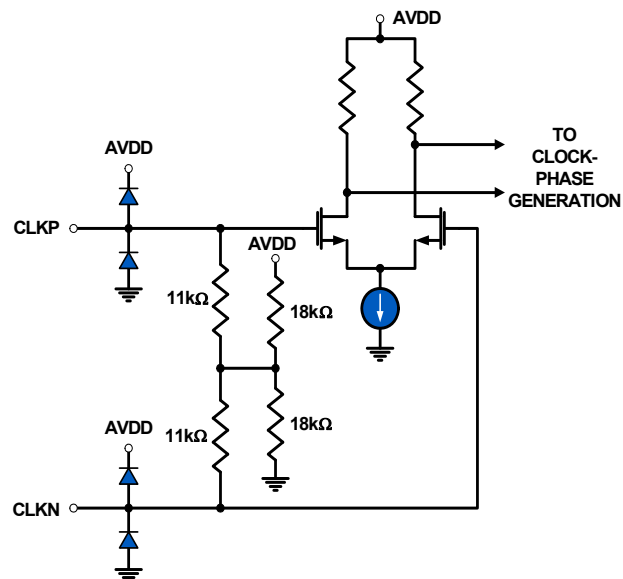 AVDD
TO
CLOCK-
PHASE
GENERATION
AVDD
CLKP
AVDD
11kΩ
18kΩ
11kΩ
18kΩ
AVDD
CLKN